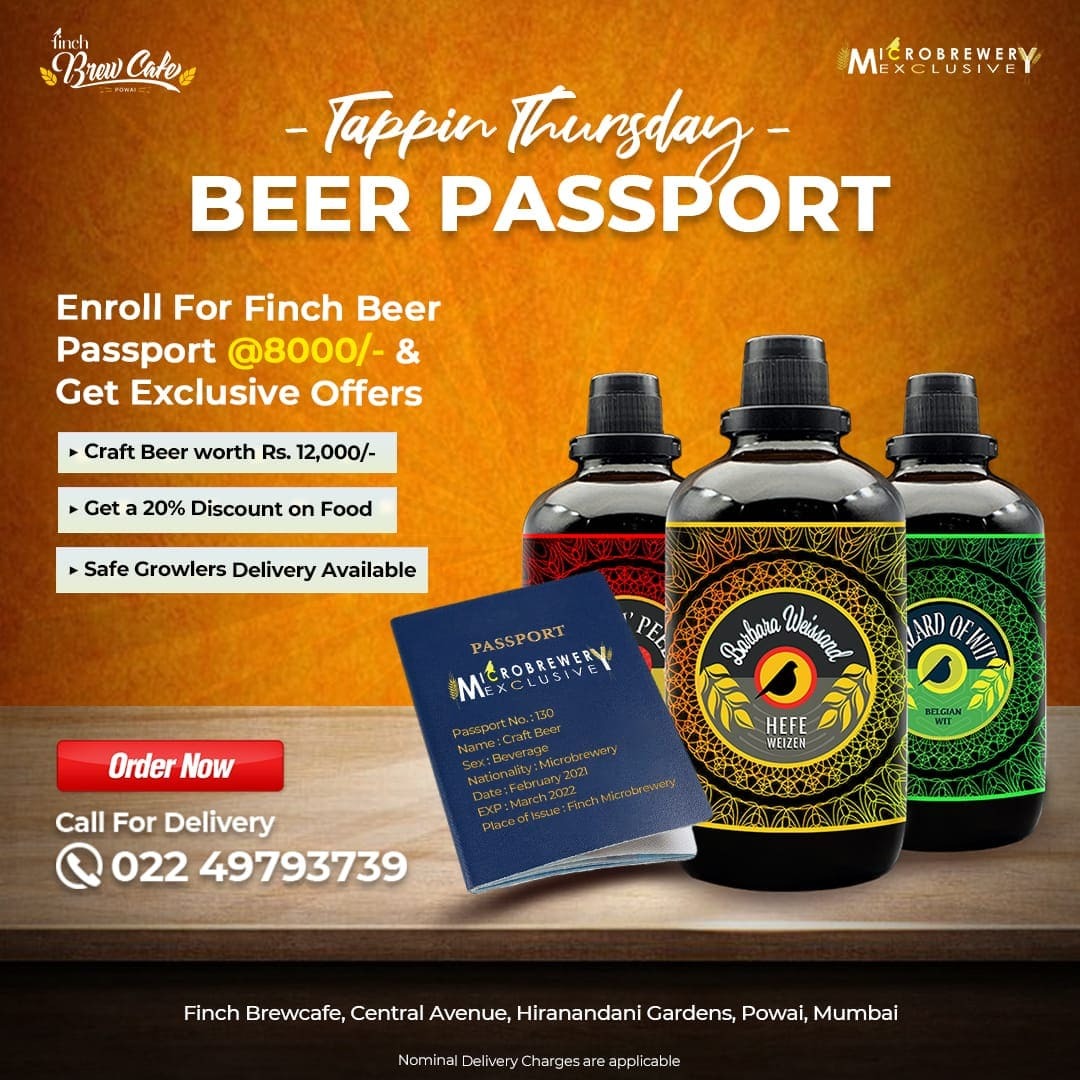 finch
Brew Cafe
POWAI
MICROBREWERY
EXCLUSIVE
- Tappin Thursday -
BEER PASSPORT
Enroll For Finch Beer
Passport @8000/- &
Get Exclusive Offers
▸ Craft Beer worth Rs. 12,000/-
▸ Get a 20% Discount on Food
▸ Safe Growlers Delivery Available
Barbara Weissand
HEFE
WEIZEN
ARD OF WIT
BELGIAN
WIT
PASSPORT
MICROBREWERY
EXCLUSIVE
Passport No.: 130
Name : Craft Beer
Sex : Beverage
Nationality : Microbrewery
Date : February 2021
EXP : March 2022
Place of Issue : Finch Microbrewery
Order Now
Call For Delivery
022 49793739
Finch Brewcafe, Central Avenue, Hiranandani Gardens, Powai, Mumbai
Nominal Delivery Charges are applicable